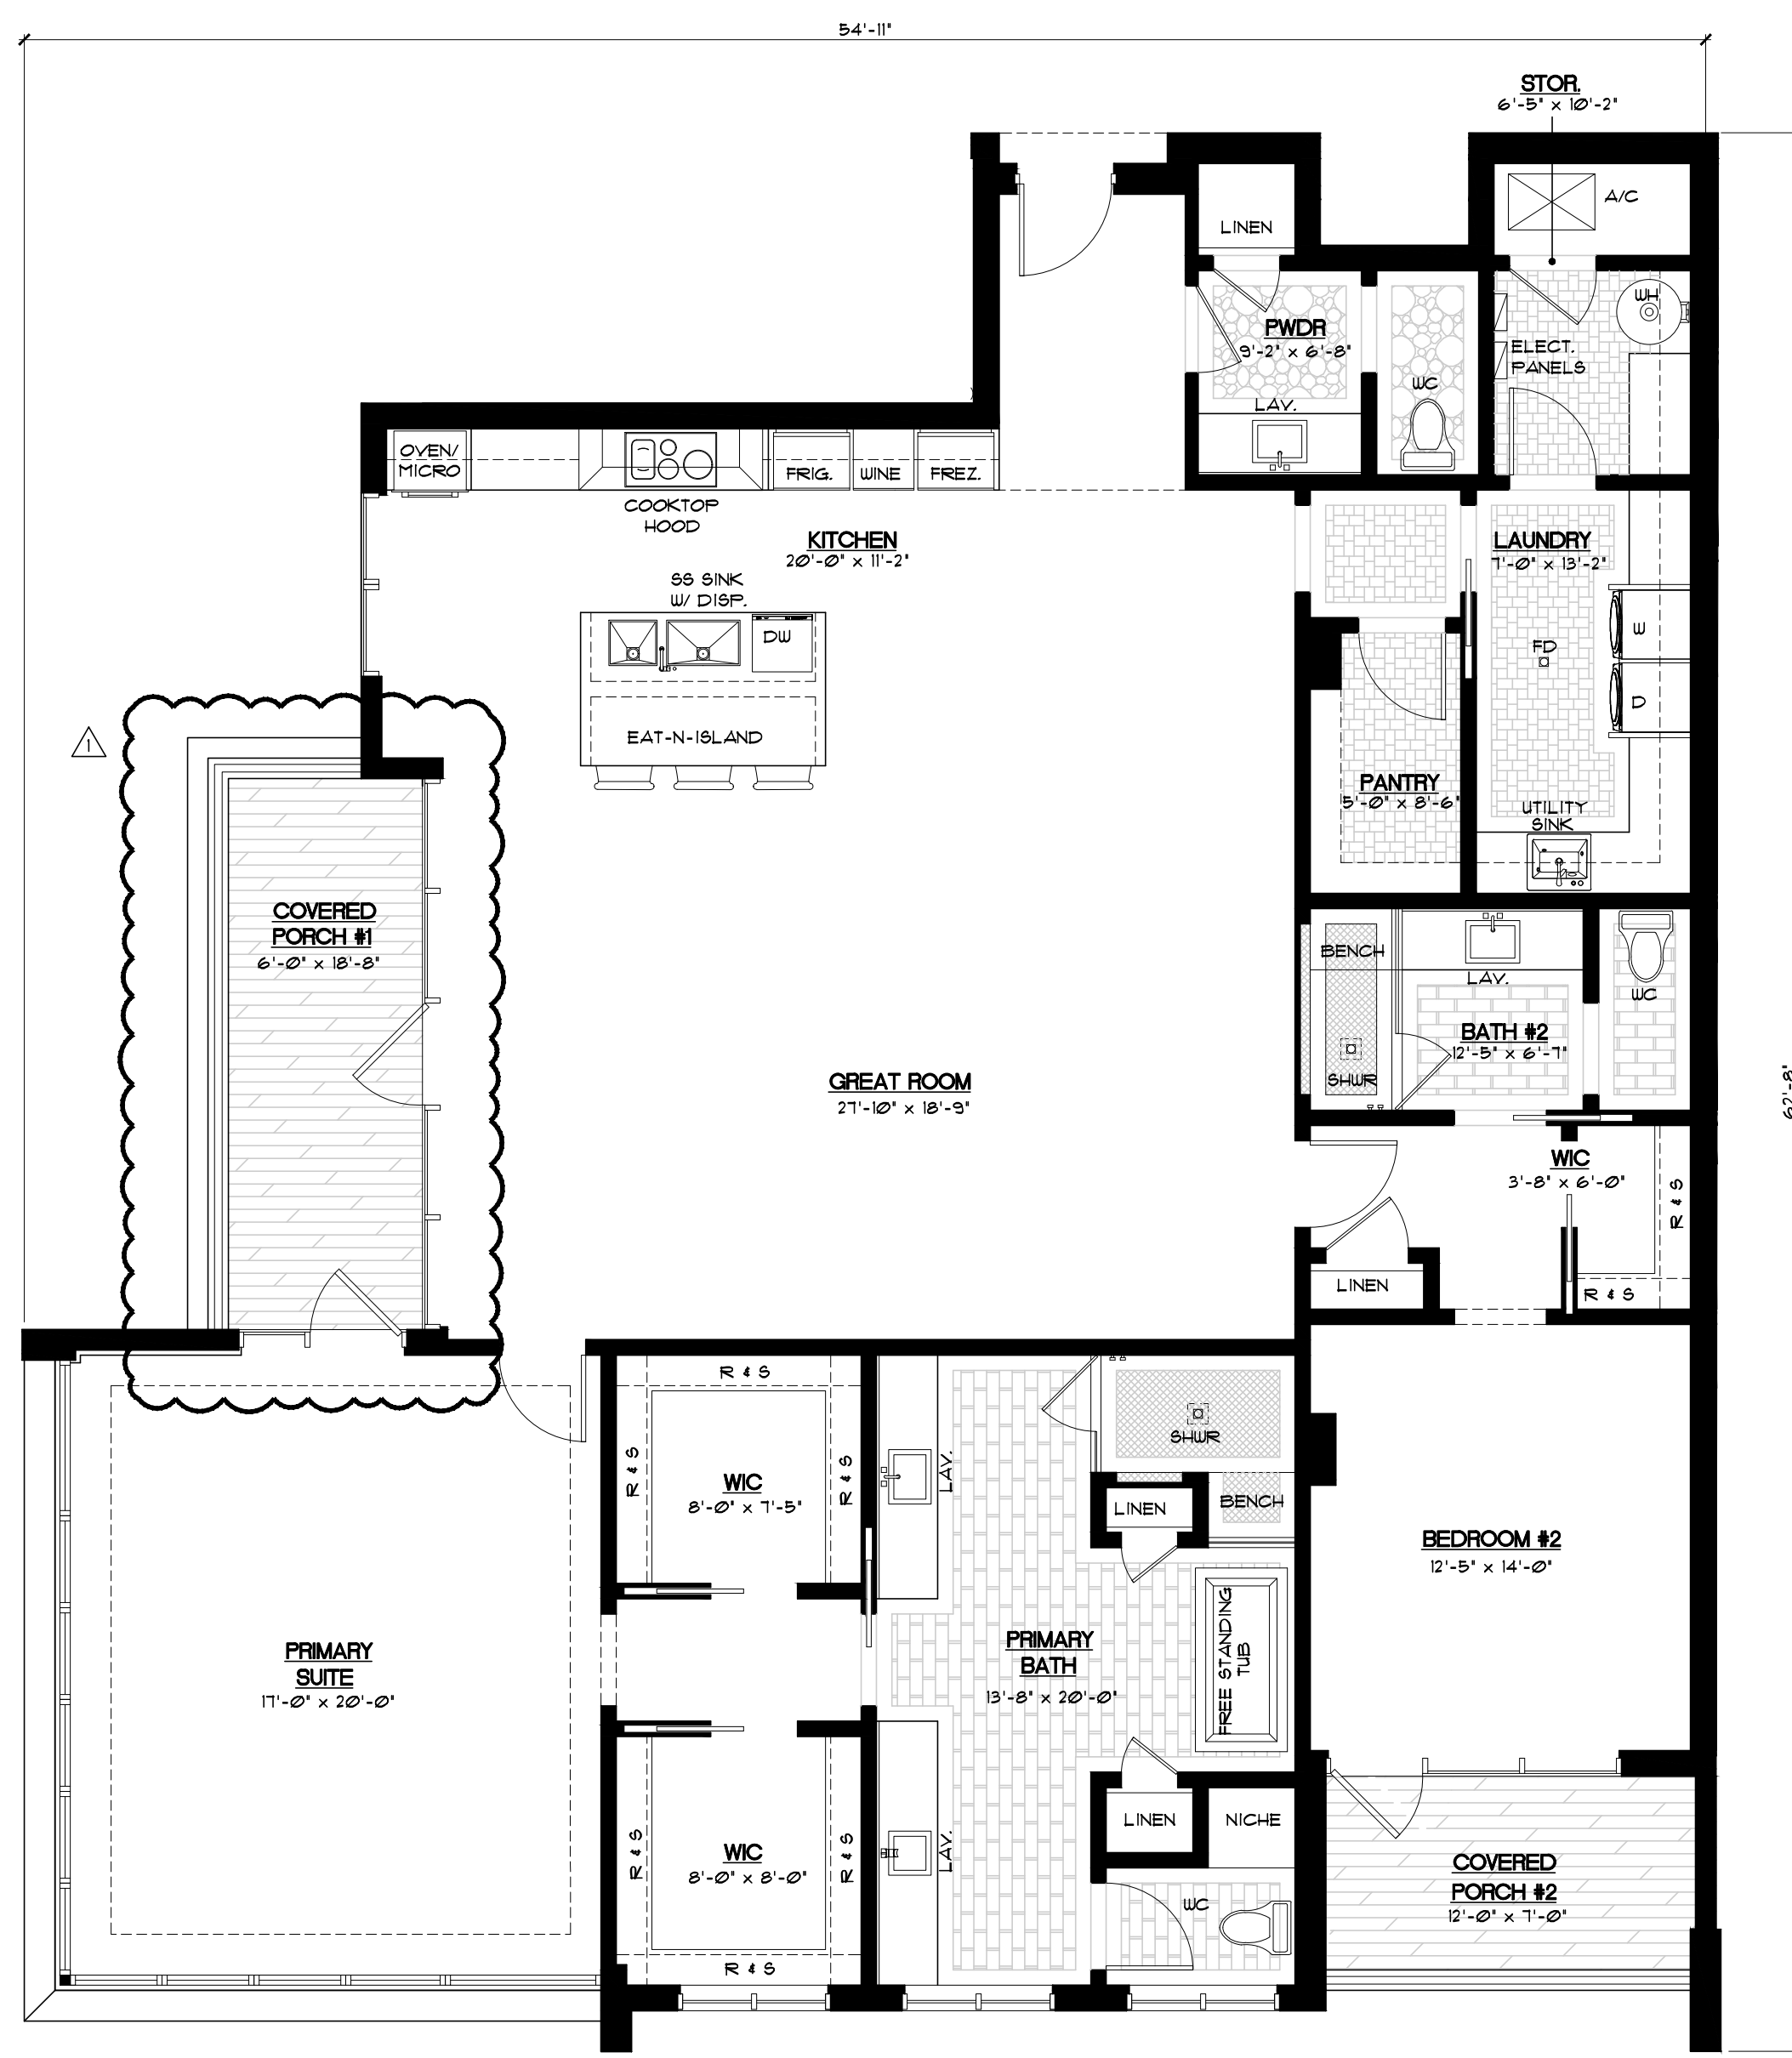 54'-11"
STOR.
6'-5" x 10'-2"
A/C
LINEN
WH
PWDR
9'-2" x 6'-8"
ELECT.
PANELS
WC
LAV.
OVEN/
MICRO
FRIG.
WINE
FREZ.
COOKTOP
HOOD
KITCHEN
20'-0" x 11'-2"
LAUNDRY
7'-0" x 13'-2"
SS SINK
W/ DISP.
DW
W
FD
D
EAT-N-ISLAND
1
PANTRY
5'-0" x 8'-6"
UTILITY
SINK
COVERED
PORCH #1
6'-0" x 18'-8"
BENCH
LAV.
WC
BATH #2
12'-5" x 6'-7"
SHWR
GREAT ROOM
27'-10" x 18'-9"
62'-8"
WIC
3'-8" x 6'-0"
R & S
LINEN
R & S
R & S
SHWR
R & S
R & S
LAV.
WIC
8'-0" x 7'-5"
LINEN
BENCH
BEDROOM #2
12'-5" x 14'-0"
FREE STANDING
TUB
PRIMARY
BATH
13'-8" x 20'-0"
PRIMARY
SUITE
17'-0" x 20'-0"
LINEN
NICHE
R & S
R & S
LAV.
WIC
8'-0" x 8'-0"
COVERED
PORCH #2
12'-0" x 7'-0"
WC
R & S